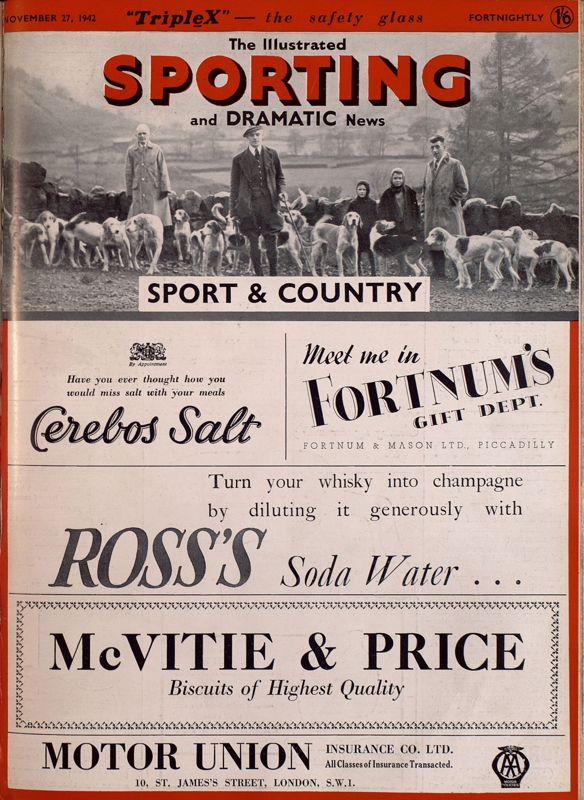 NOVEMBER 27, 1942 "TripleX" — the safety glass FORTNIGHTLY 1/6
The Illustrated
SPORTING
and DRAMATIC News
SPORT & COUNTRY
By Appointment
Have you ever thought how you
would miss salt with your meals
Cerebos Salt
Meet me in
FORTNUM'S
GIFT DEPT.
FORTNUM & MASON LTD., PICCADILLY
Turn your whisky into champagne
by diluting it generously with
ROSS'S Soda Water . . .
McVITIE & PRICE
Biscuits of Highest Quality
MOTOR UNION INSURANCE CO. LTD.
All Classes of Insurance Transacted.
10, ST. JAMES'S STREET, LONDON, S.W.1.
AA